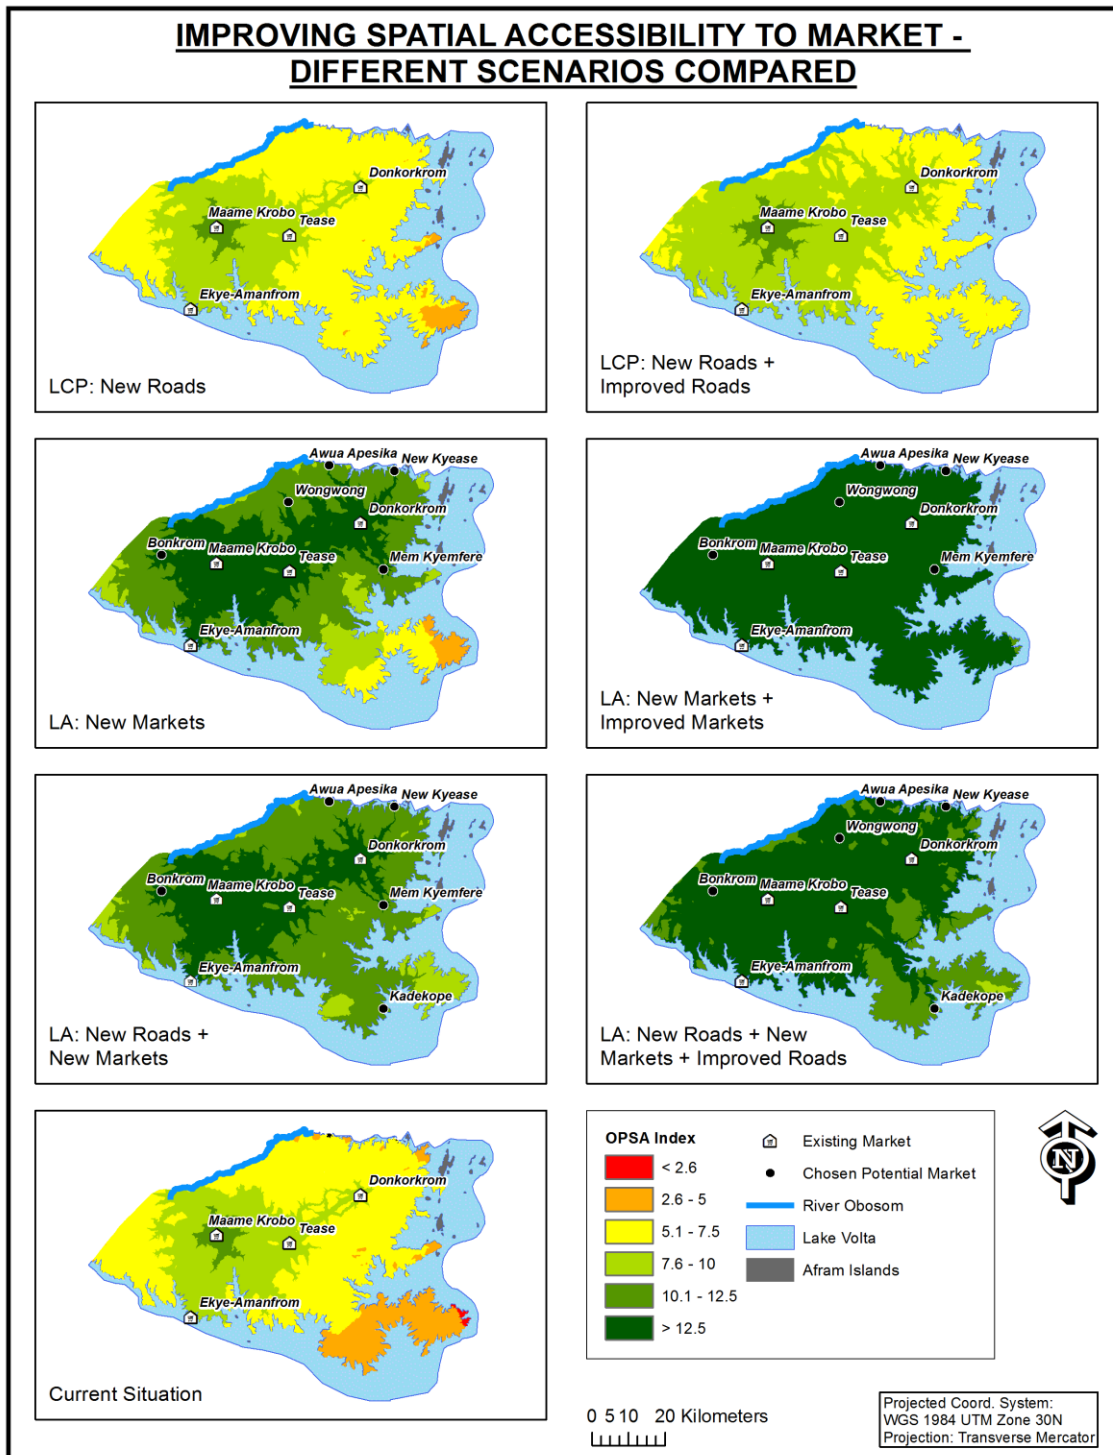 IMPROVING SPATIAL ACCESSIBILITY TO MARKET -
DIFFERENT SCENARIOS COMPARED
Donkorkrom
Maame Krobo
Tease
Ekye-Amanfrom
LCP: New Roads
Donkorkrom
Maame Krobo
Tease
Ekye-Amanfrom
LCP: New Roads +
Improved Roads
Awua Apesika
New Kyease
Wongwong
Donkorkrom
Bonkrom
Maame Krobo
Tease
Mem Kyemfere
Ekye-Amanfrom
LA: New Markets
Awua Apesika
New Kyease
Wongwong
Donkorkrom
Bonkrom
Maame Krobo
Tease
Mem Kyemfere
Ekye-Amanfrom
LA: New Markets +
Improved Markets
Awua Apesika
New Kyease
Donkorkrom
Bonkrom
Maame Krobo
Tease
Mem Kyemfere
Ekye-Amanfrom
Kadekope
LA: New Roads +
New Markets
Awua Apesika
New Kyease
Wongwong
Donkorkrom
Bonkrom
Maame Krobo
Tease
Ekye-Amanfrom
Kadekope
LA: New Roads + New
Markets + Improved Roads
Donkorkrom
Maame Krobo
Tease
Ekye-Amanfrom
Current Situation
OPSA Index
< 2.6
2.6 - 5
5.1 - 7.5
7.6 - 10
10.1 - 12.5
> 12.5
Existing Market
Chosen Potential Market
River Obosom
Lake Volta
Afram Islands
N
0 5 10 20 Kilometers
Projected Coord. System:
WGS 1984 UTM Zone 30N
Projection: Transverse Mercator